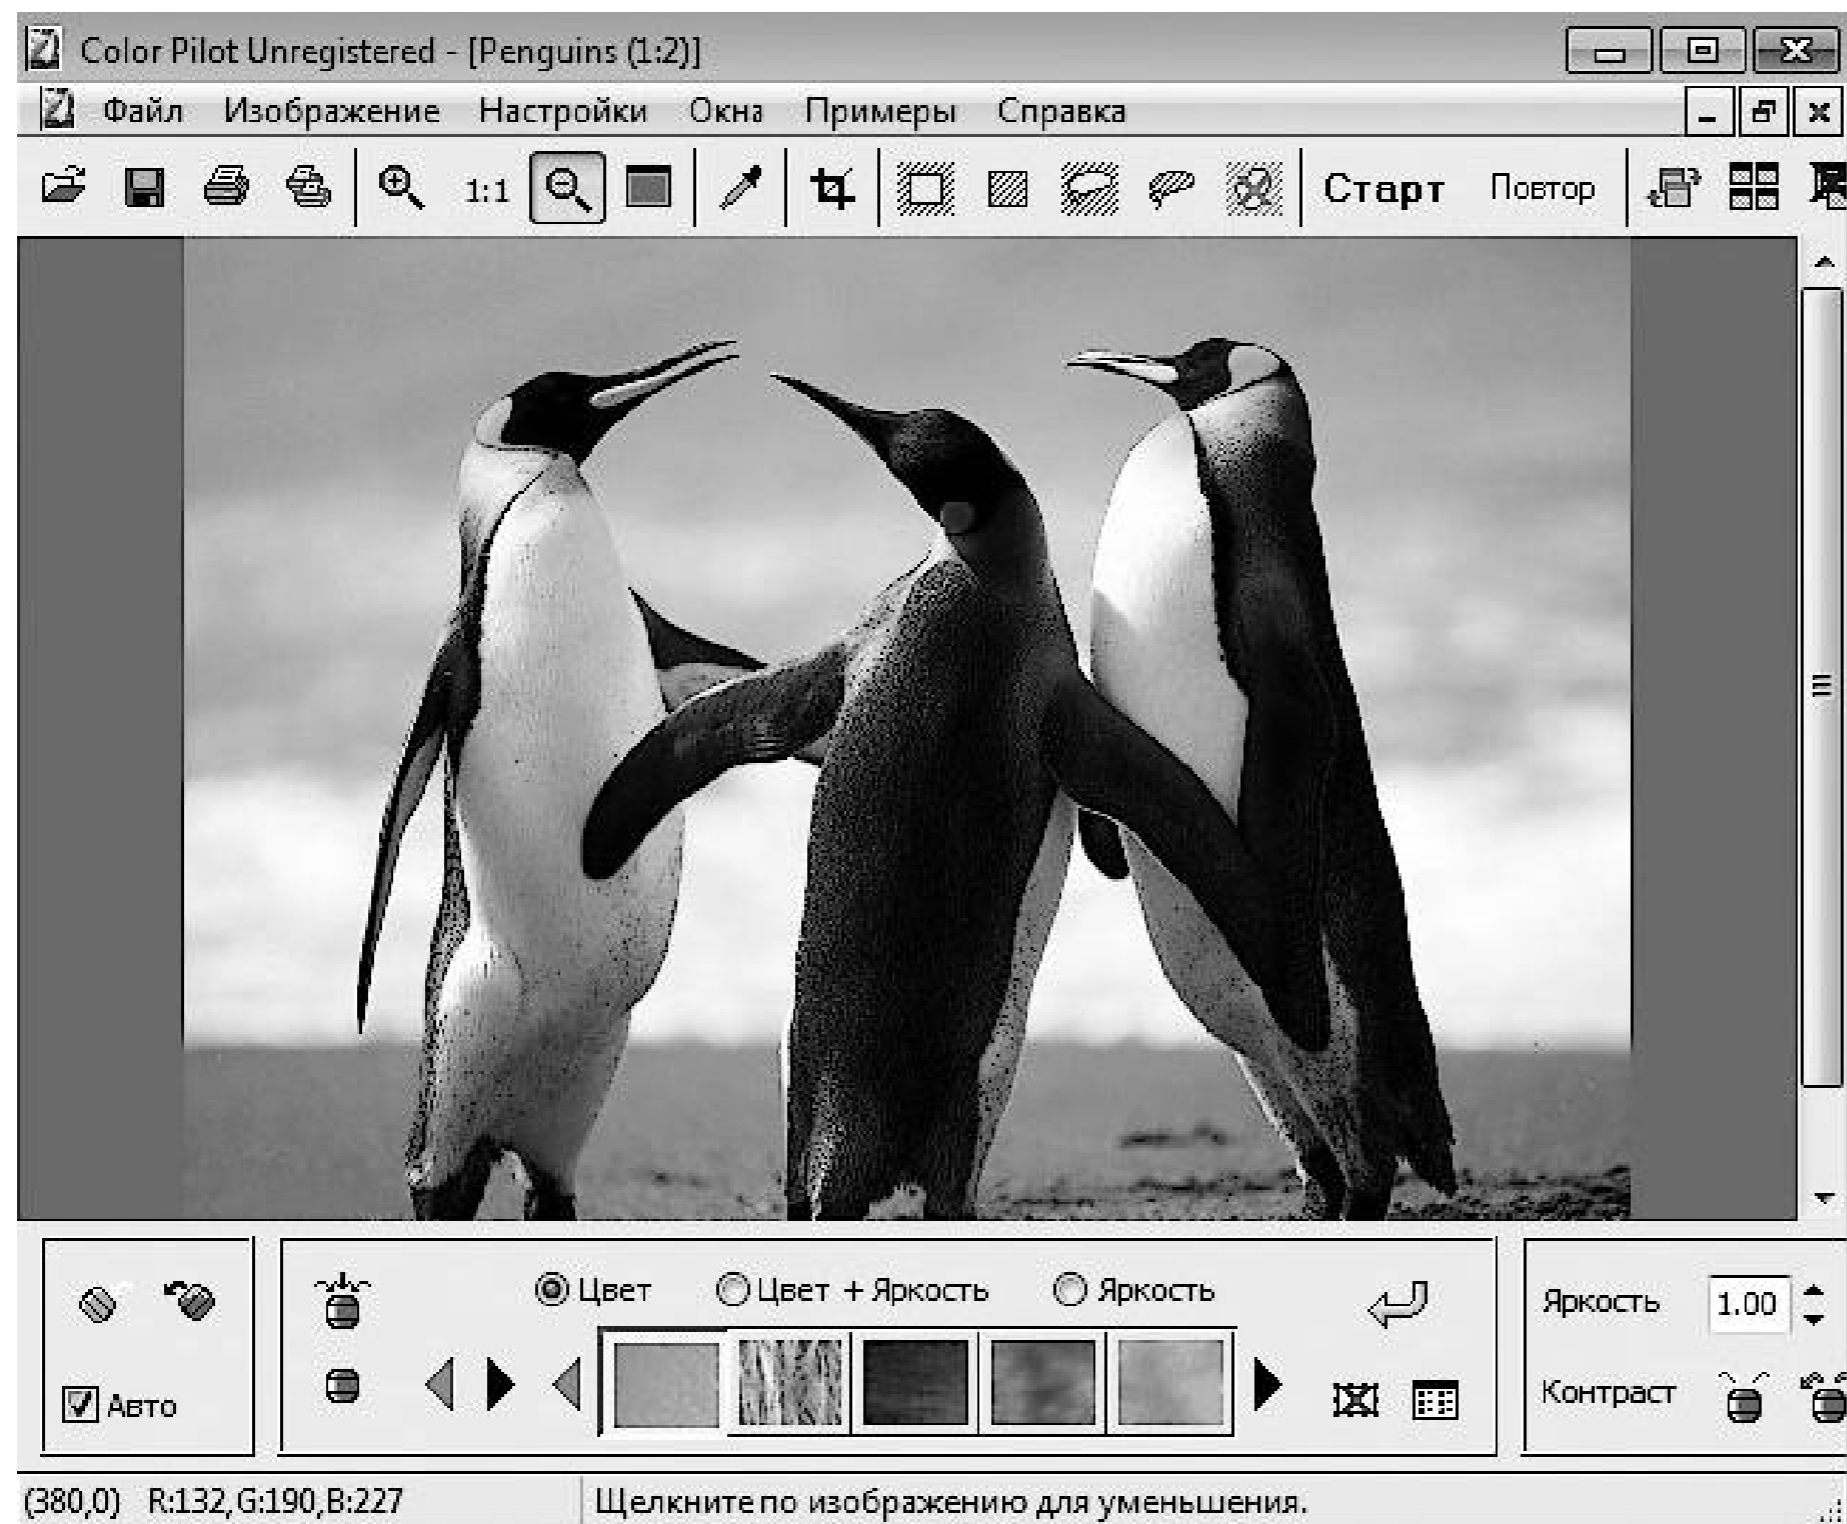 Color Pilot Unregistered - [Penguins (1:2)]
Файл Изображение Настройки Окна Примеры Справка
1:1 Старт Повтор
Цвет Цвет + Яркость Яркость
Яркость 1.00
Контраст
Авто
(380,0) R:132,G:190,B:227 Щелкните по изображению для уменьшения.